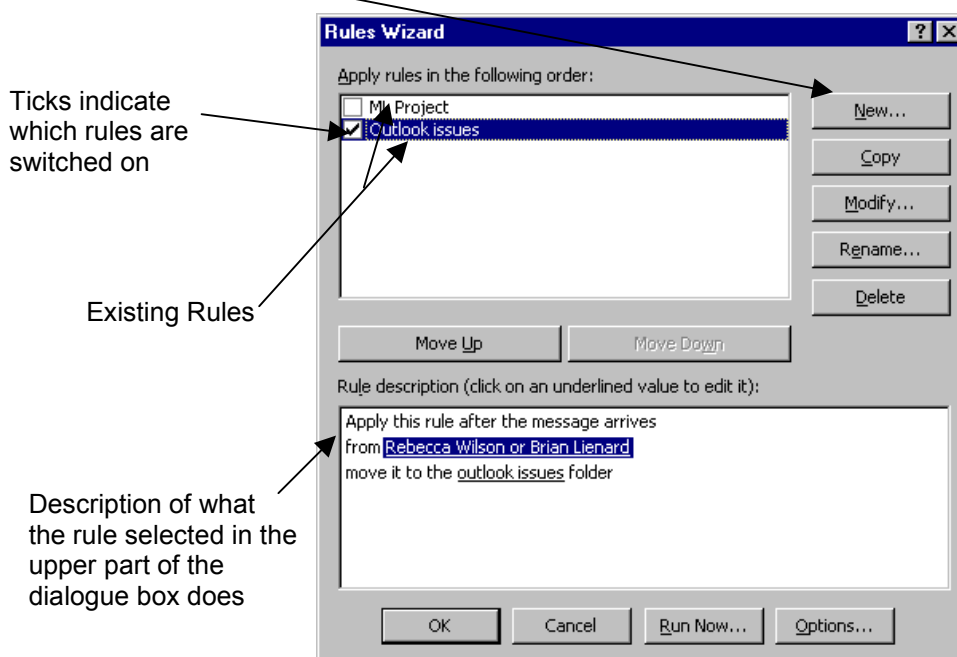 Rules Wizard
Apply rules in the following order:
Ticks indicate
which rules are
switched on
Project
Outlook issues
New...
Copy
Modify...
Rename...
Delete
Existing Rules
Move Up
Move Down
Rule description (click on an underlined value to edit it):
Apply this rule after the message arrives
from Rebecca Wilson or Brian Lienard
move it to the outlook issues folder
Description of what
the rule selected in the
upper part of the
dialogue box does
OK
Cancel
Run Now...
Options...